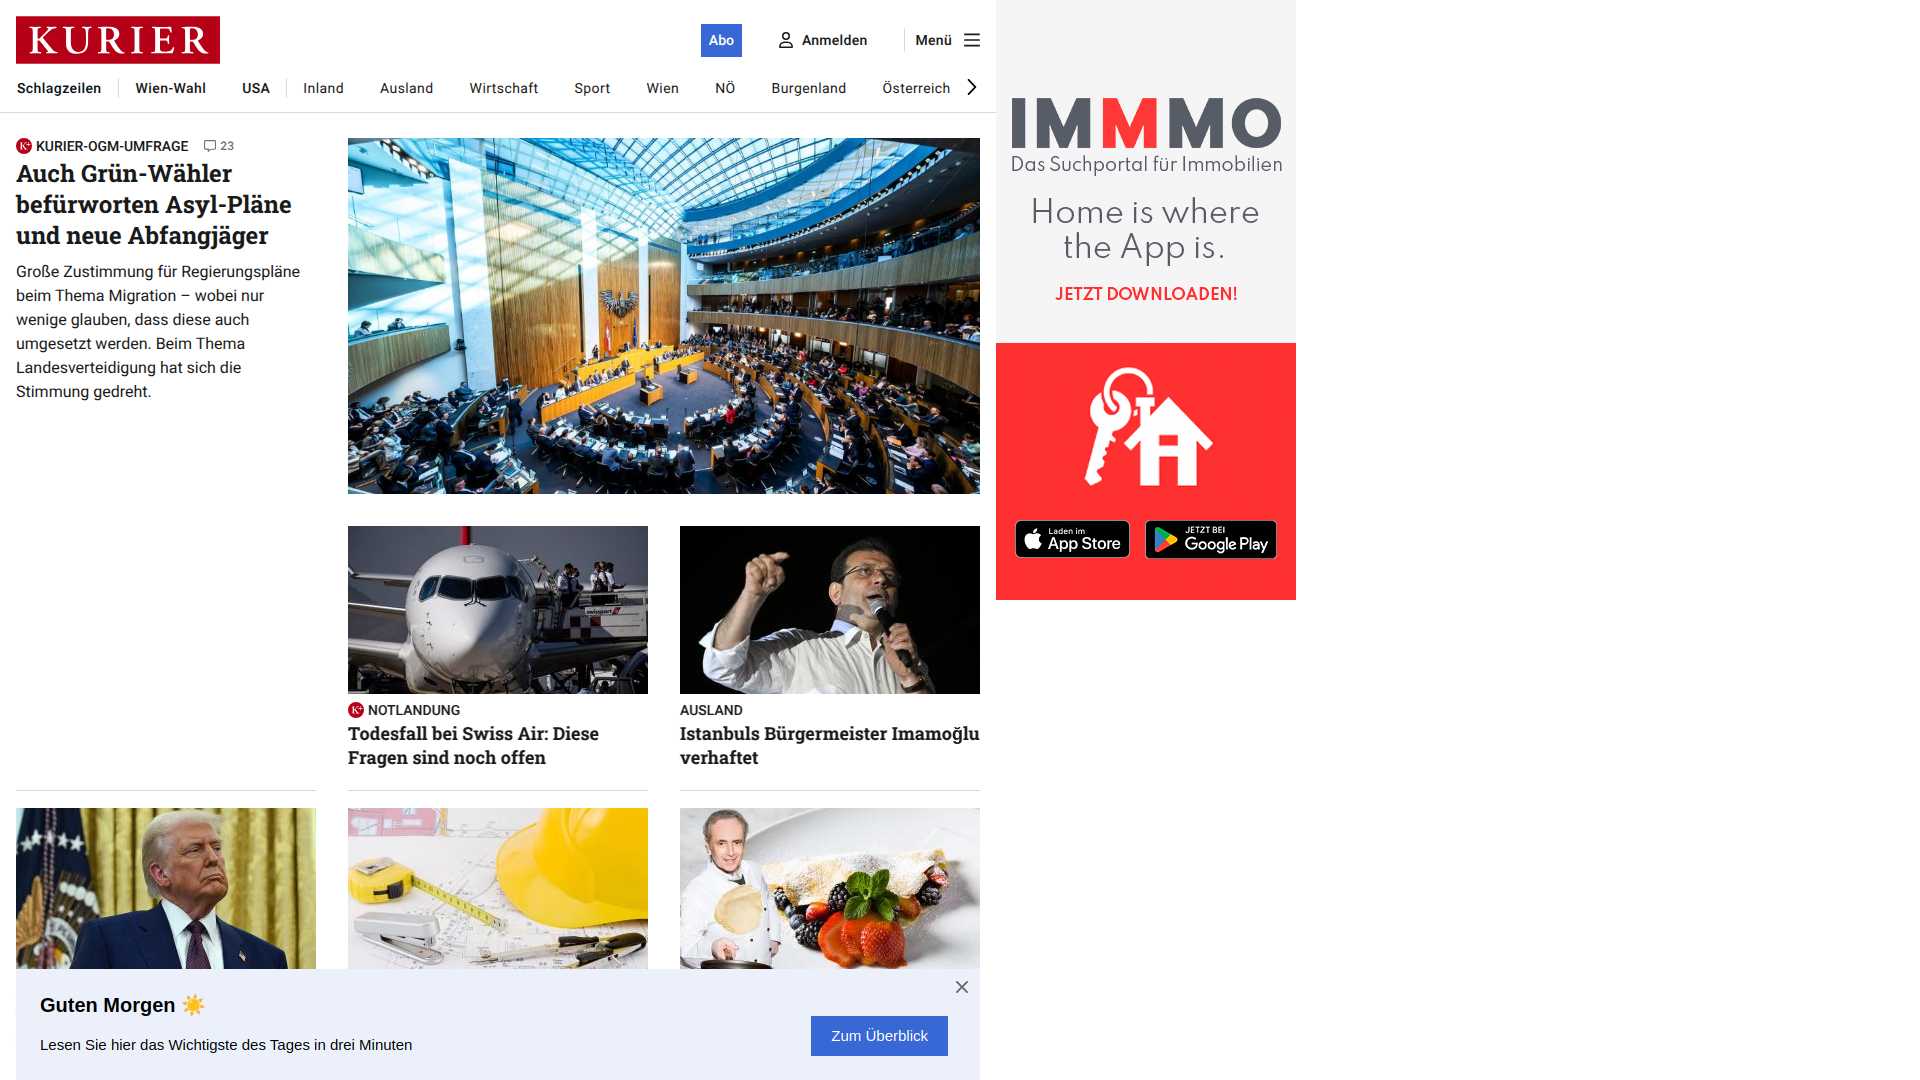 KURIER
Abo
Anmelden
Menü
Schlagzeilen
Wien-Wahl
USA
Inland
Ausland
Wirtschaft
Sport
Wien
NÖ
Burgenland
Österreich
KURIER-OGM-UMFRAGE 23
Auch Grün-Wähler
befürworten Asyl-Pläne
und neue Abfangjäger
Große Zustimmung für Regierungspläne
beim Thema Migration – wobei nur
wenige glauben, dass diese auch
umgesetzt werden. Beim Thema
Landesverteidigung hat sich die
Stimmung gedreht.
NOTLANDUNG
Todesfall bei Swiss Air: Diese
Fragen sind noch offen
AUSLAND
Istanbuls Bürgermeister Imamoğlu
verhaftet
Guten Morgen ☀️
Lesen Sie hier das Wichtigste des Tages in drei Minuten
Zum Überblick
IMMMO
Das Suchportal für Immobilien
Home is where
the App is.
JETZT DOWNLOADEN!
Laden im
App Store
JETZT BEI
Google Play